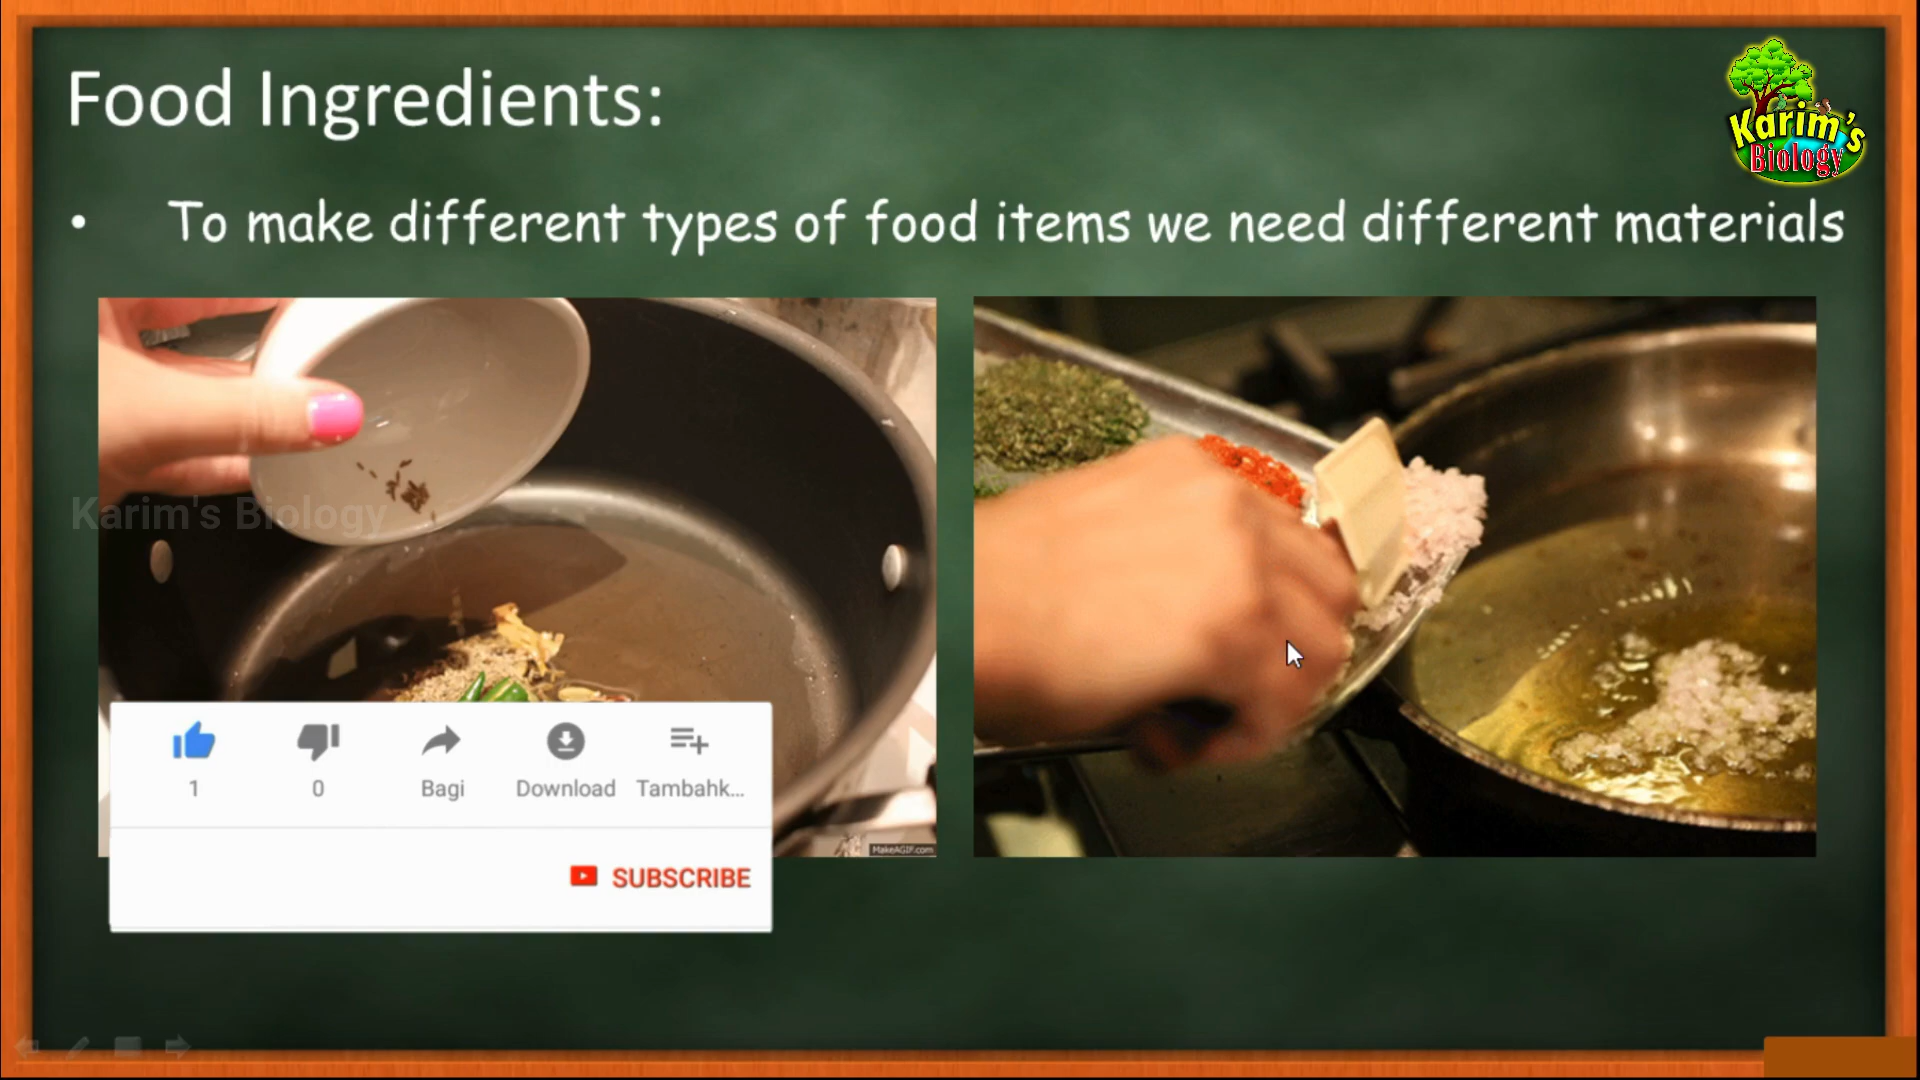 Food Ingredients:
Karim's
Biology
• To make different types of food items we need different materials
Karim's Biology
1
0
Bagi
Download
Tambahk...
SUBSCRIBE
MakeAGIF.com